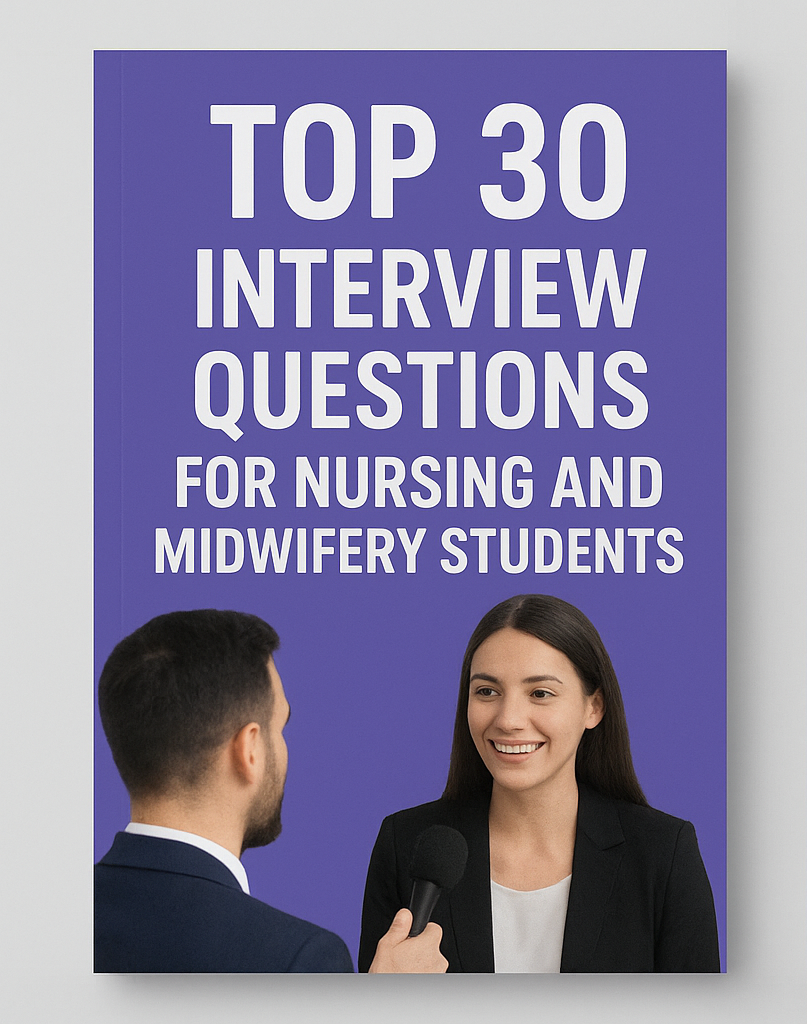 TOP 30
INTERVIEW
QUESTIONS
FOR NURSING AND
MIDWIFERY STUDENTS